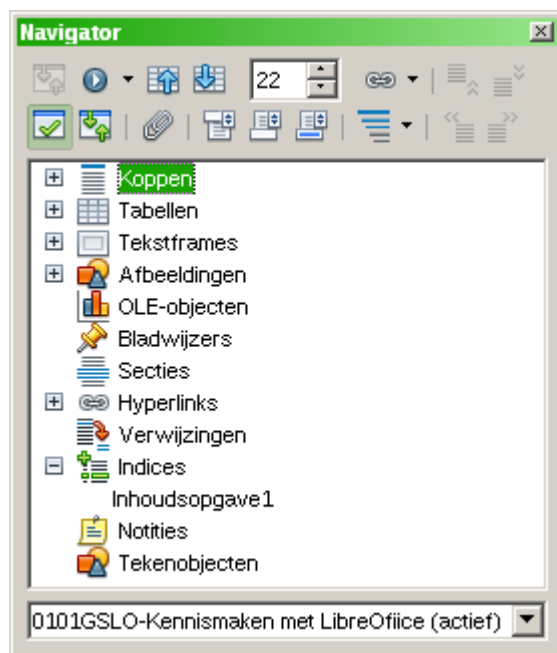 Navigator
22
Koppen
Tabellen
Tekstframes
Afbeeldingen
OLE-objecten
Bladwijzers
Secties
Hyperlinks
Verwijzingen
Indices
Inhoudsopgave1
Notities
Tekenobjecten
0101GSLO-Kennismaken met LibreOfiice (actief)